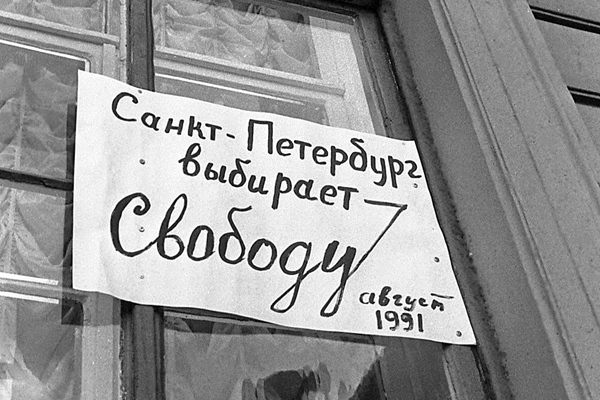 Санкт-Петербург
выбирает
Свободу
август
1991